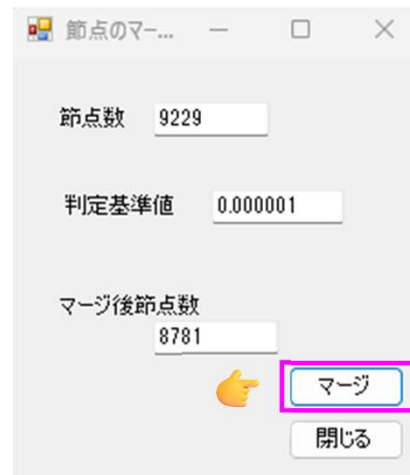 節点のマー...
節点数 9229
判定基準値 0.000001
マージ後節点数
8781
マージ
閉じる